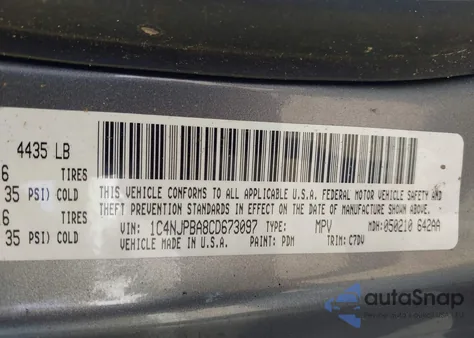 4435 LB
6 TIRES
35 PSI) COLD
6 TIRES
35 PSI) COLD
THIS VEHICLE CONFORMS TO ALL APPLICABLE U.S.A. FEDERAL MOTOR VEHICLE SAFETY AND
THEFT PREVENTION STANDARDS IN EFFECT ON THE DATE OF MANUFACTURE SHOWN ABOVE.
VIN: 1C4NJPBA8CD673097 TYPE: MPV MDH: 050210 642AA
VEHICLE MADE IN U.S.A. PAINT: PDM TRIM: C7DV
autaSnap